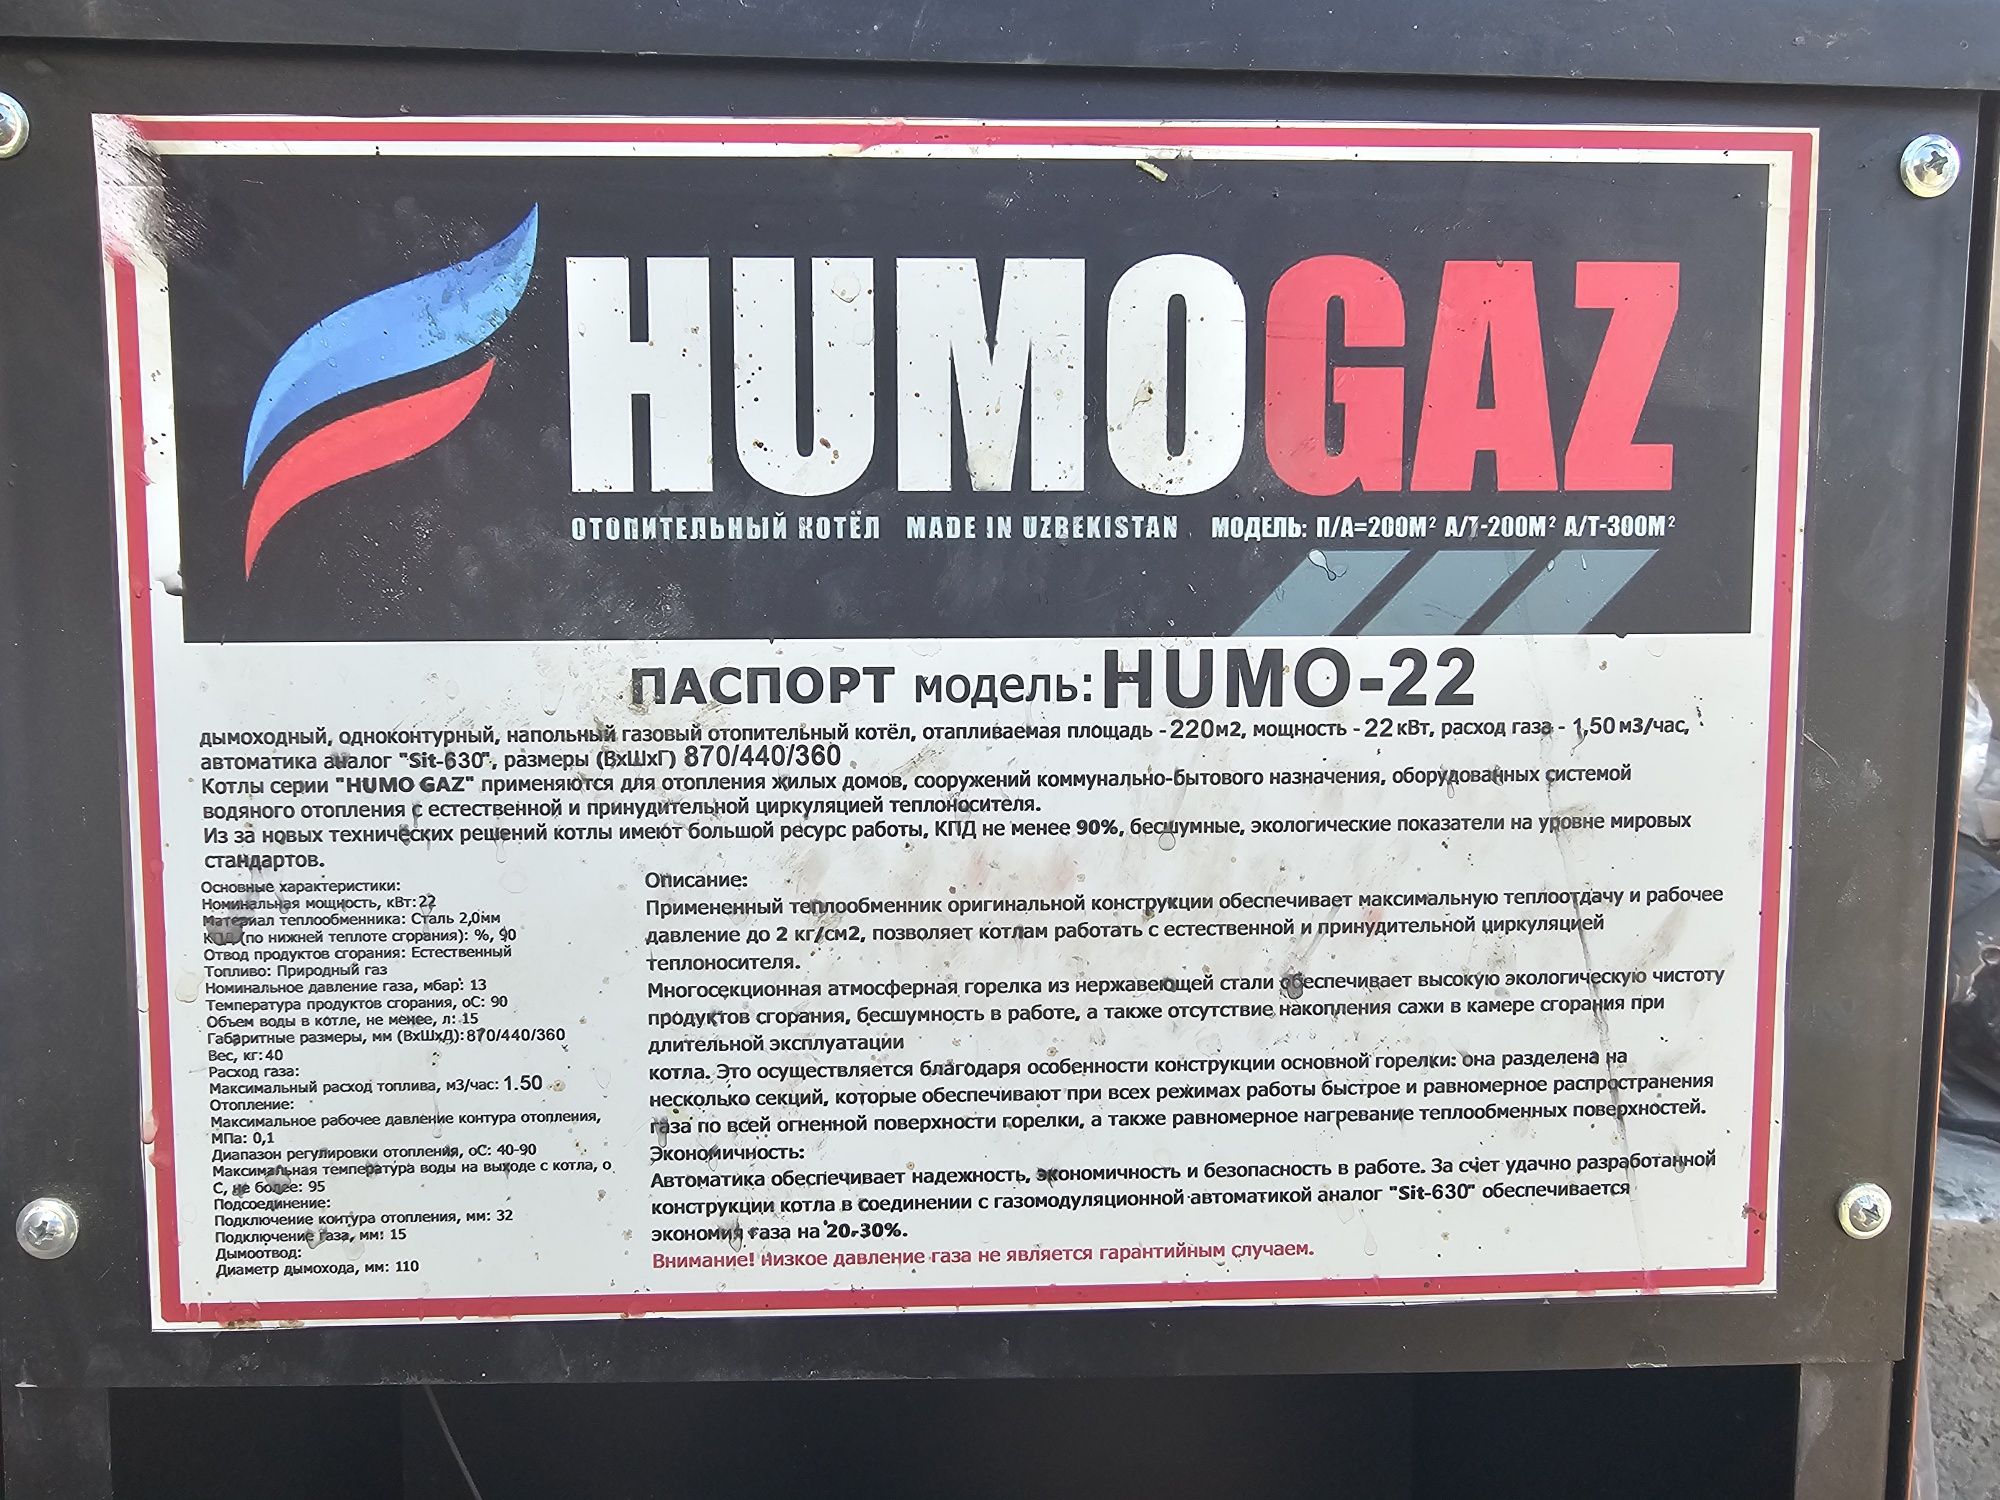 HUMOGAZ
ОТОПИТЕЛЬНЫЙ КОТЁЛ MADE IN UZBEKISTAN МОДЕЛЬ: П/А=200М² А/Т-200М² А/Т-300М²
ПАСПОРТ модель: HUMO-22
дымоходный, одноконтурный, напольный газовый отопительный котёл, отапливаемая площадь - 220м2, мощность - 22 кВт, расход газа - 1,50 м3/час,
автоматика аналог "Sit-630", размеры (ВхШхГ) 870/440/360
Котлы серии "HUMO GAZ" применяются для отопления жилых домов, сооружений коммунально-бытового назначения, оборудованных системой
водяного отопления с естественной и принудительной циркуляцией теплоносителя.
Из за новых технических решений котлы имеют большой ресурс работы, КПД не менее 90%, бесшумные, экологические показатели на уровне мировых
стандартов.
Основные характеристики:
Номинальная мощность, кВт: 22
Материал теплообменника: Сталь 2,0мм
КПД (по нижней теплоте сгорания): %, 90
Отвод продуктов сгорания: Естественный
Топливо: Природный газ
Номинальное давление газа, мбар: 13
Температура продуктов сгорания, оС: 90
Объем воды в котле, не менее, л: 15
Габаритные размеры, мм (ВхШхД): 870/440/360
Вес, кг: 40
Расход газа:
Максимальный расход топлива, м3/час: 1.50
Отопление:
Максимальное рабочее давление контура отопления,
МПа: 0,1
Диапазон регулировки отопления, оС: 40-90
Максимальная температура воды на выходе с котла, о
С, не более: 95
Подсоединение:
Подключение контура отопления, мм: 32
Подключение газа, мм: 15
Дымоотвод:
Диаметр дымохода, мм: 110
Описание:
Примененный теплообменник оригинальной конструкции обеспечивает максимальную теплоотдачу и рабочее
давление до 2 кг/см2, позволяет котлам работать с естественной и принудительной циркуляцией
теплоносителя.
Многосекционная атмосферная горелка из нержавеющей стали обеспечивает высокую экологическую чистоту
продуктов сгорания, бесшумность в работе, а также отсутствие накопления сажи в камере сгорания при
длительной эксплуатации
котла. Это осуществляется благодаря особенности конструкции основной горелки: она разделена на
несколько секций, которые обеспечивают при всех режимах работы быстрое и равномерное распространения
газа по всей огненной поверхности горелки, а также равномерное нагревание теплообменных поверхностей.
Экономичность:
Автоматика обеспечивает надежность, экономичность и безопасность в работе. За счет удачно разработанной
конструкции котла в соединении с газомодуляционной автоматикой аналог "Sit-630" обеспечивается
экономия газа на 20-30%.
Внимание! низкое давление газа не является гарантийным случаем.